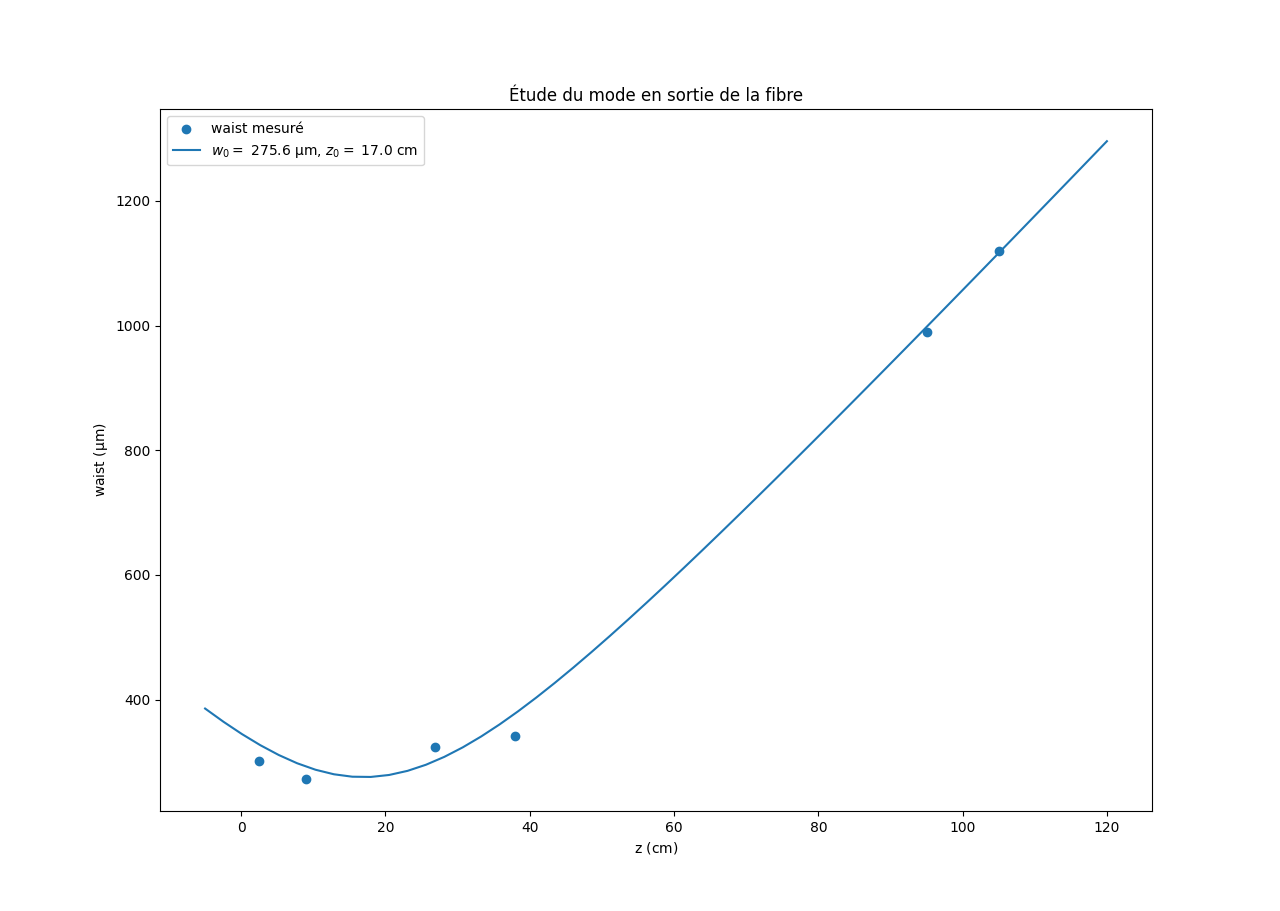 Étude du mode en sortie de la fibre
waist mesuré
w₀ = 275.6 µm, z₀ = 17.0 cm
1200
1000
800
600
400
waist (µm)
0 20 40 60 80 100 120
z (cm)